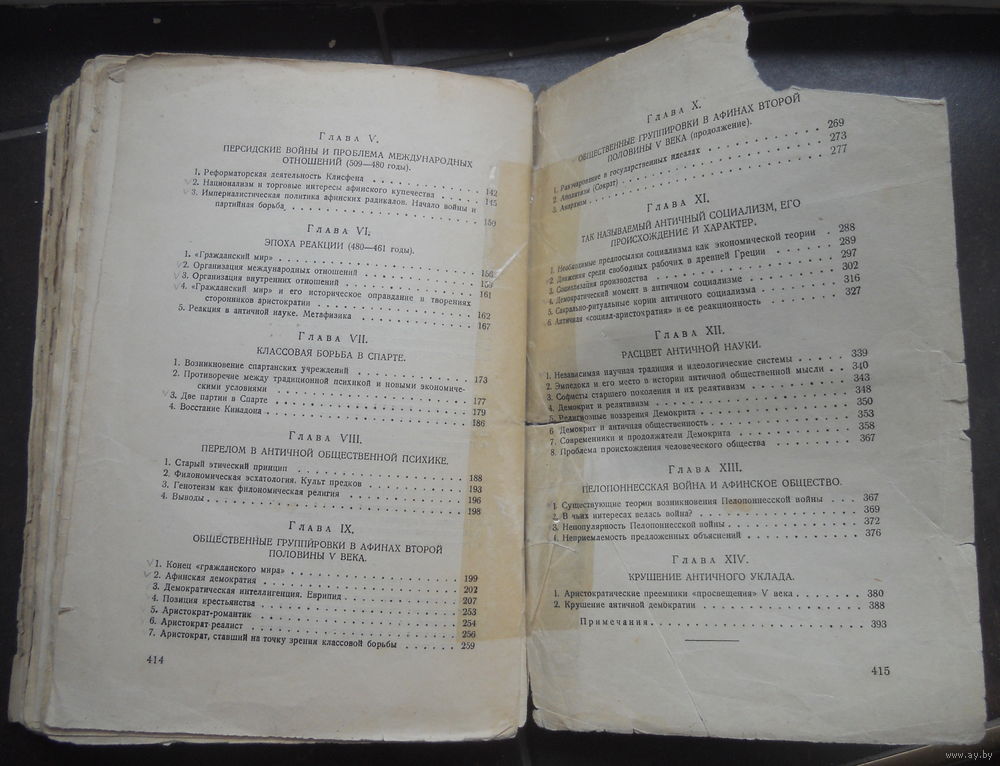 Глава V.
ПЕРСИДСКИЕ ВОЙНЫ И ПРОБЛЕМА МЕЖДУНАРОДНЫХ
ОТНОШЕНИЙ (509—480 годы).
1. Реформаторская деятельность Клисфена . . . . . 142
2. Национализм и торговые интересы афинского купечества . . . . . 145
3. Империалистическая политика афинских радикалов. Начало войны и
партийная борьба . . . . . 150
Глава VI.
ЭПОХА РЕАКЦИИ (480—461 годы).
1. «Гражданский мир» . . . . . 156
2. Организация международных отношений . . . . . 159
3. Организация внутренних отношений . . . . . 161
4. «Гражданский мир» и его историческое оправдание в творениях
сторонников аристократии . . . . . 162
5. Реакция в античной науке. Метафизика . . . . . 167
Глава VII.
КЛАССОВАЯ БОРЬБА В СПАРТЕ.
1. Возникновение спартанских учреждений . . . . . 173
2. Противоречие между традиционной психикой и новыми экономиче-
скими условиями . . . . . 177
3. Две партии в Спарте . . . . . 179
4. Восстание Кинадона . . . . . 186
Глава VIII.
ПЕРЕЛОМ В АНТИЧНОЙ ОБЩЕСТВЕННОЙ ПСИХИКЕ.
1. Старый этический принцип . . . . . 188
2. Филономическая эсхатология. Культ предков . . . . . 193
3. Генотеизм как филономическая религия . . . . . 196
4. Выводы . . . . . 198
Глава IX.
ОБЩЕСТВЕННЫЕ ГРУППИРОВКИ В АФИНАХ ВТОРОЙ
ПОЛОВИНЫ V ВЕКА.
1. Конец «гражданского мира» . . . . . 199
2. Афинская демократия . . . . . 202
3. Демократическая интеллигенция. Еврипид . . . . . 207
4. Позиция крестьянства . . . . . 253
5. Аристократ-романтик . . . . . 254
6. Аристократ реалист . . . . . 256
7. Аристократ, ставший на точку зрения классовой борьбы . . . . . 259
414
Глава X.
ОБЩЕСТВЕННЫЕ ГРУППИРОВКИ В АФИНАХ ВТОРОЙ
ПОЛОВИНЫ V ВЕКА (продолжение).
1. Разочарование в государственных идеалах . . . . . 269
2. Аполитизм (Сократ) . . . . . 273
3. Анархизм . . . . . 277
Глава XI.
ТАК НАЗЫВАЕМЫЙ АНТИЧНЫЙ СОЦИАЛИЗМ, ЕГО
ПРОИСХОЖДЕНИЕ И ХАРАКТЕР.
1. Необходимые предпосылки социализма как экономической теории . . 288
2. Движения среди свободных рабочих в древней Греции . . . . . 289
3. Социализация производства . . . . . 297
4. Демократический момент в античном социализме . . . . . 302
5. Сакрально-ритуальные корни античного социализма . . . . . 316
6. Античная «социал-аристократия» и ее реакционность . . . . . 327
Глава XII.
РАСЦВЕТ АНТИЧНОЙ НАУКИ.
1. Независимая научная традиция и идеологические системы . . . . . 339
2. Эмпедокл и его место в истории античной общественной мысли . . 340
3. Софисты старшего поколения и их релятивизм . . . . . 343
4. Демокрит и релятивизм . . . . . 348
5. Религиозные воззрения Демокрита . . . . . 350
6 Демокрит и античная общественность . . . . . 353
7. Современники и продолжатели Демокрита . . . . . 358
8. Проблема происхождения человеческого общества . . . . . 367
Глава XIII.
ПЕЛОПОННЕССКАЯ ВОЙНА И АФИНСКОЕ ОБЩЕСТВО.
1. Существующие теории возникновения Пелопоннесской войны . . . 367
2. В чьих интересах велась война? . . . . . 369
3. Непопулярность Пелопоннесской войны . . . . . 372
4. Неприемлемость предложенных объяснений . . . . . 376
Глава XIV.
КРУШЕНИЕ АНТИЧНОГО УКЛАДА.
1. Аристократические преемники «просвещения» V века . . . . . 380
2. Крушение античной демократии . . . . . 388
Примечания . . . . . 393
415
www.ay.by